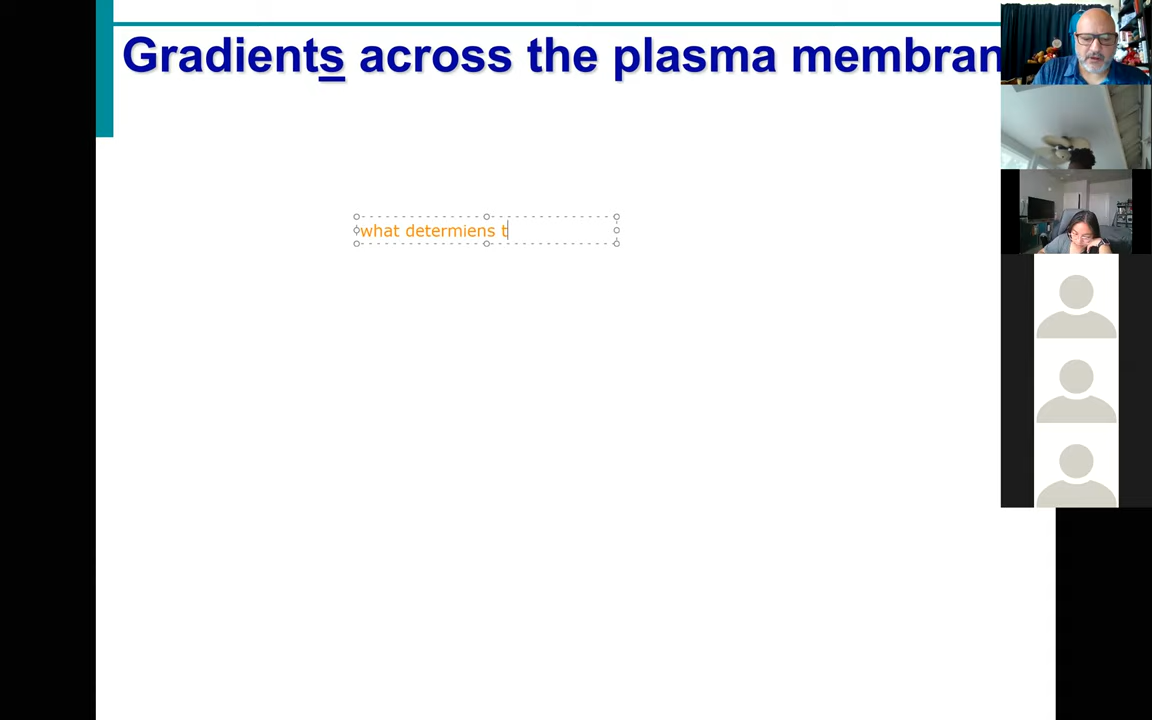 Gradients across the plasma membran
what determiens t